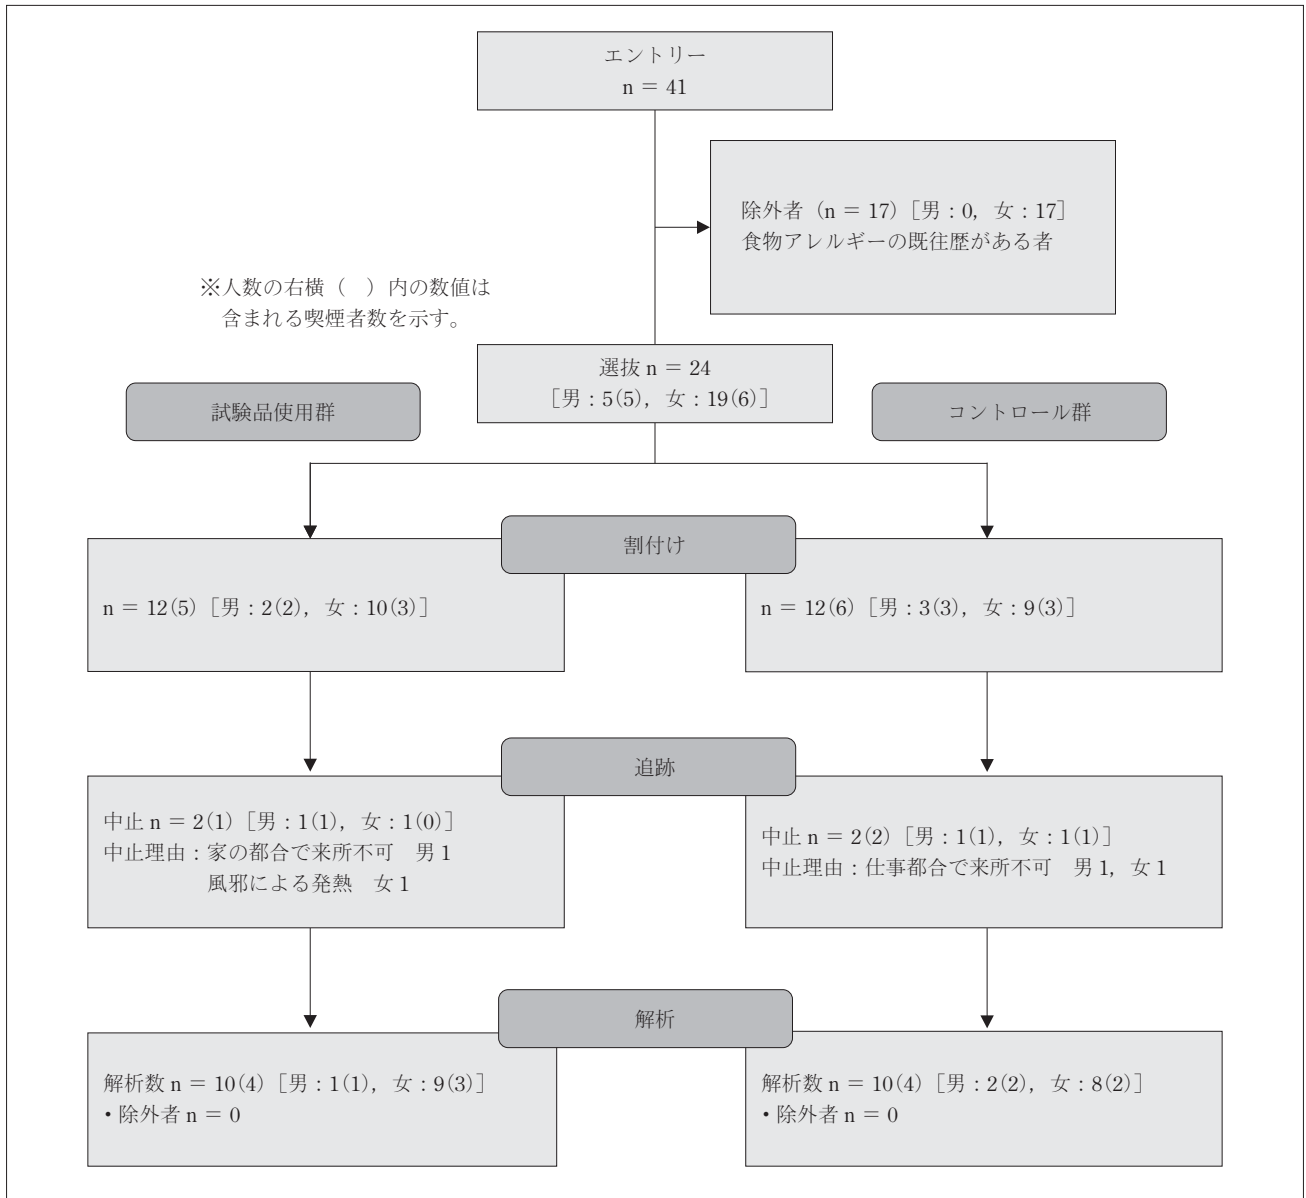 エントリー
n = 41
除外者（n = 17）［男：0，女：17］
食物アレルギーの既往歴がある者
※人数の右横（　）内の数値は
含まれる喫煙者数を示す。
選抜 n = 24
［男：5(5)，女：19(6)］
試験品使用群
コントロール群
割付け
n = 12(5)［男：2(2)，女：10(3)］
n = 12(6)［男：3(3)，女：9(3)］
追跡
中止 n = 2(1)［男：1(1)，女：1(0)］
中止理由：家の都合で来所不可　男 1
風邪による発熱　女 1
中止 n = 2(2)［男：1(1)，女：1(1)］
中止理由：仕事都合で来所不可　男 1，女 1
解析
解析数 n = 10(4)［男：1(1)，女：9(3)］
・除外者 n = 0
解析数 n = 10(4)［男：2(2)，女：8(2)］
・除外者 n = 0